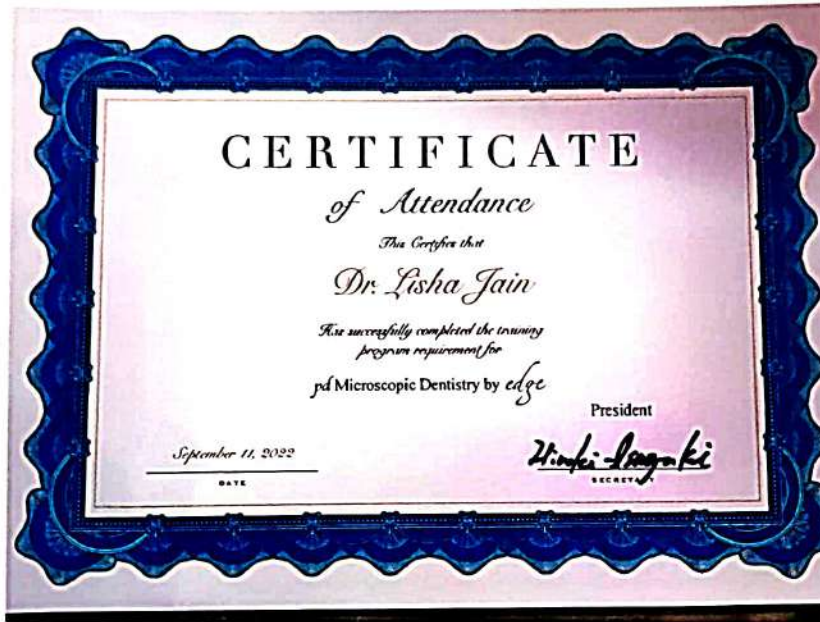 CERTIFICATE
of Attendance
This Certifies that
Dr. Lisha Jain
Has successfully completed the training
program requirement for
pd Microscopic Dentistry by edge
President
September 11, 2022
DATE
SECRETARY